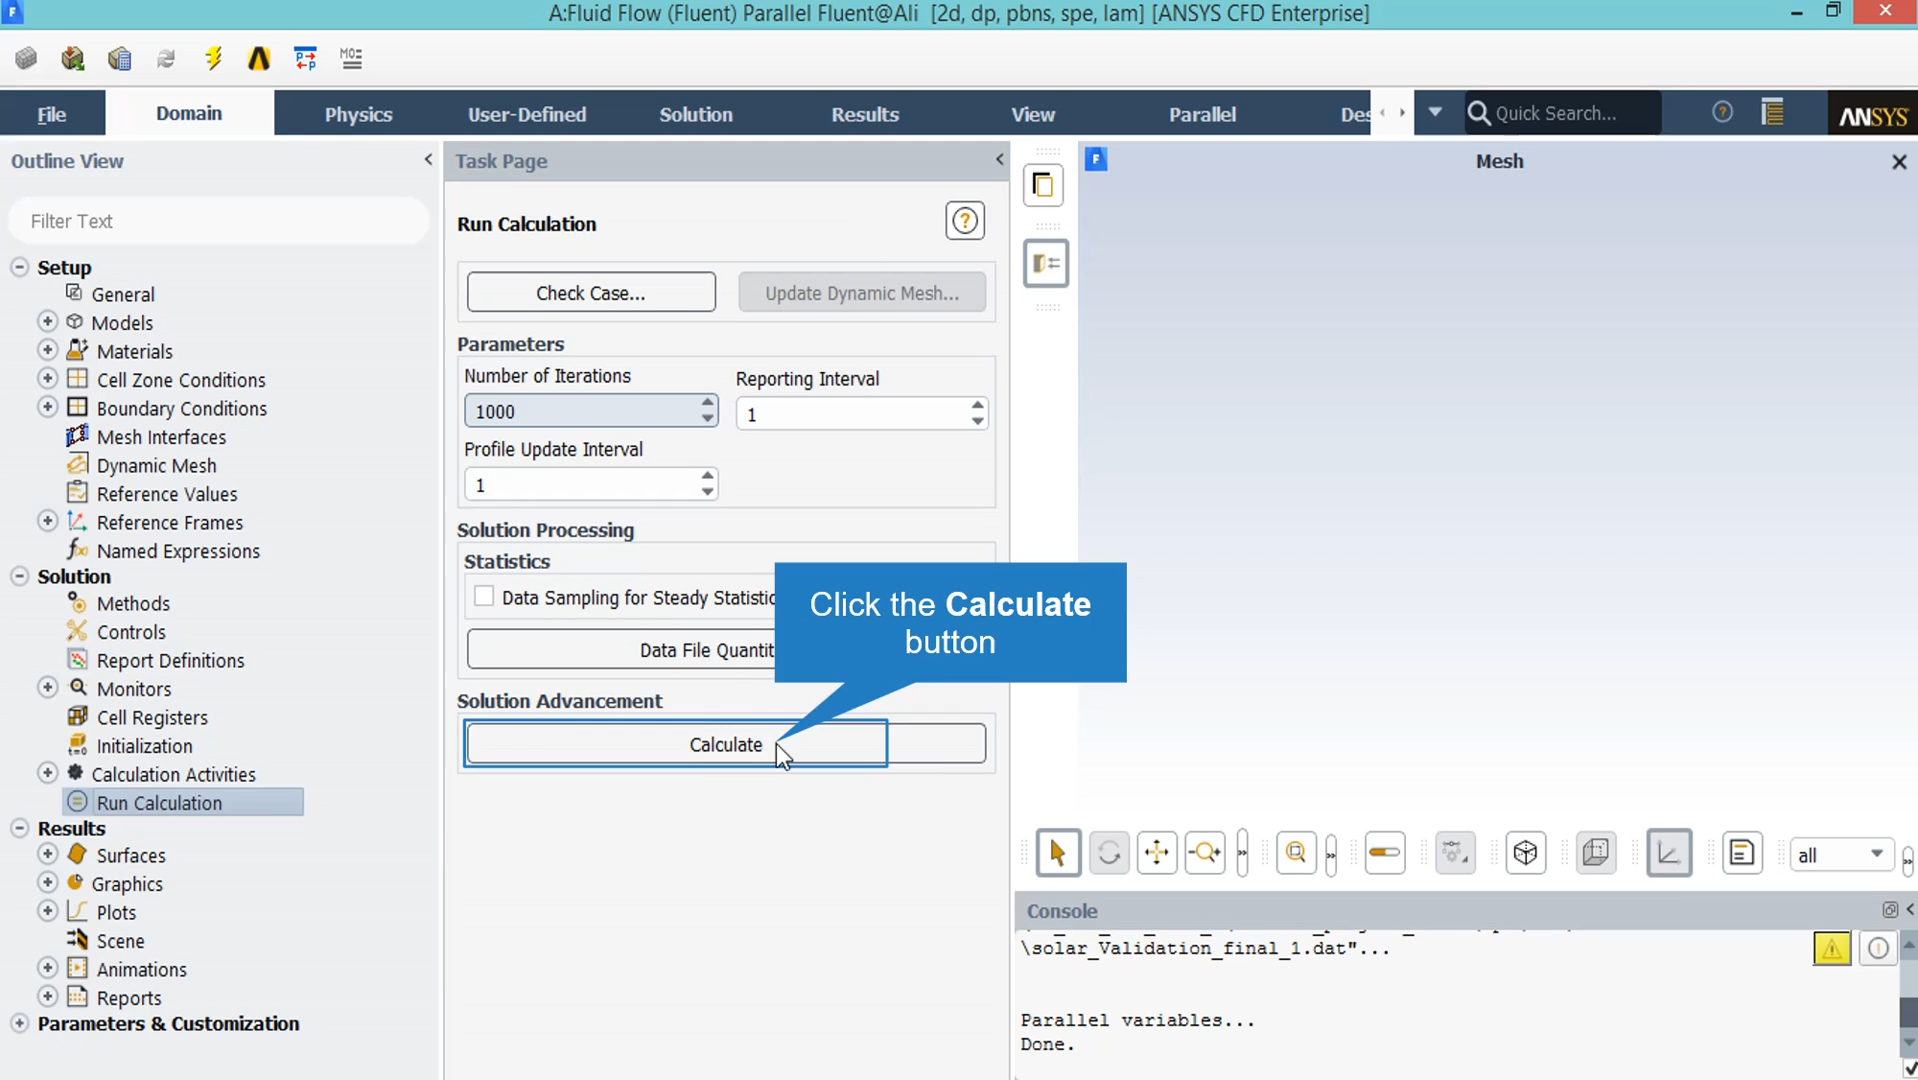 A:Fluid Flow (Fluent) Parallel Fluent@Ali [2d, dp, pbns, spe, lam] [ANSYS CFD Enterprise]
File
Domain
Physics
User-Defined
Solution
Results
View
Parallel
Des
Quick Search...
ANSYS
Outline View
Filter Text
Setup
General
Models
Materials
Cell Zone Conditions
Boundary Conditions
Mesh Interfaces
Dynamic Mesh
Reference Values
Reference Frames
Named Expressions
Solution
Methods
Controls
Report Definitions
Monitors
Cell Registers
Initialization
Calculation Activities
Run Calculation
Results
Surfaces
Graphics
Plots
Scene
Animations
Reports
Parameters & Customization
Task Page
Run Calculation
Check Case...
Update Dynamic Mesh...
Parameters
Number of Iterations
Reporting Interval
1000
1
Profile Update Interval
1
Solution Processing
Statistics
Data Sampling for Steady Statistic
Data File Quantit
Click the Calculate
button
Solution Advancement
Calculate
Mesh
all
Console
\solar_Validation_final_1.dat"...
Parallel variables...
Done.